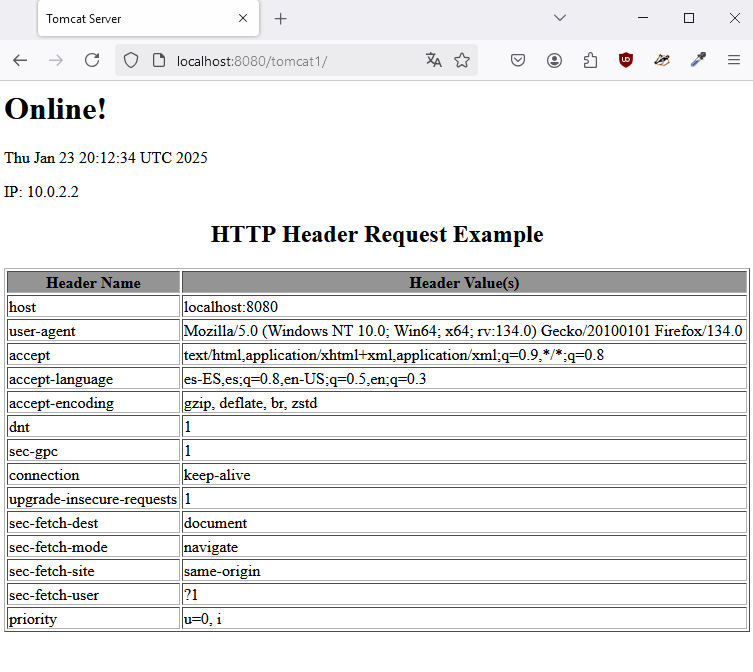 Tomcat Server
localhost:8080/tomcat1/
Online!
Thu Jan 23 20:12:34 UTC 2025
IP: 10.0.2.2
HTTP Header Request Example
Header Name Header Value(s)
host localhost:8080
user-agent Mozilla/5.0 (Windows NT 10.0; Win64; x64; rv:134.0) Gecko/20100101 Firefox/134.0
accept text/html,application/xhtml+xml,application/xml;q=0.9,*/*;q=0.8
accept-language es-ES,es;q=0.8,en-US;q=0.5,en;q=0.3
accept-encoding gzip, deflate, br, zstd
dnt 1
sec-gpc 1
connection keep-alive
upgrade-insecure-requests 1
sec-fetch-dest document
sec-fetch-mode navigate
sec-fetch-site same-origin
sec-fetch-user ?1
priority u=0, i